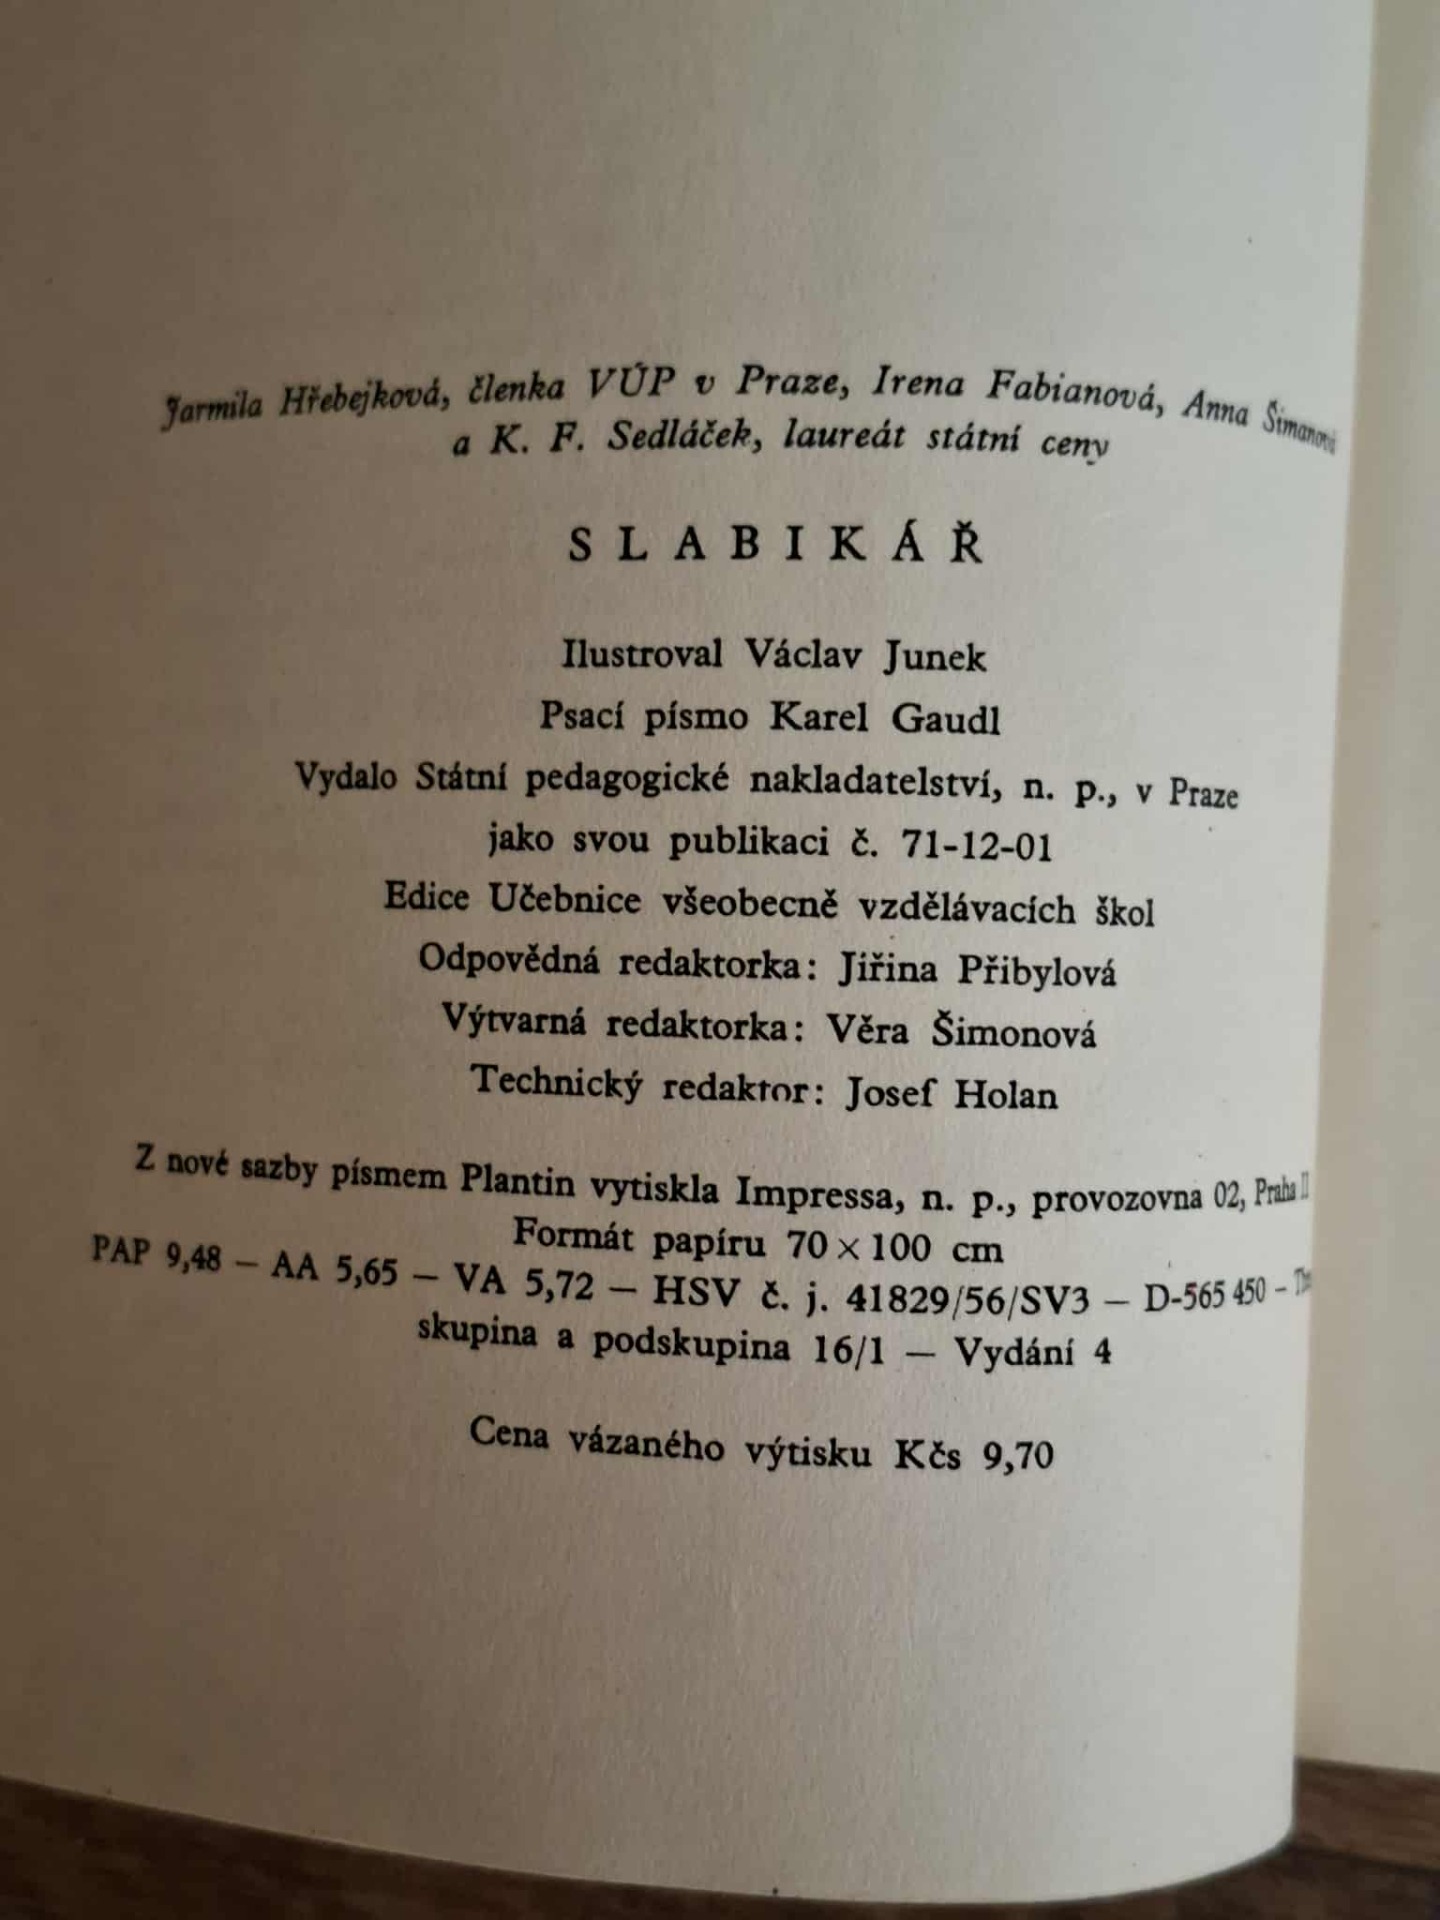 Jarmila Hřebejková, členka VÚP v Praze, Irena Fabianová, Anna Šimanová
a K. F. Sedláček, laureát státní ceny
SLABIKÁŘ
Ilustroval Václav Junek
Psací písmo Karel Gaudl
Vydalo Státní pedagogické nakladatelství, n. p., v Praze
jako svou publikaci č. 71-12-01
Edice Učebnice všeobecně vzdělávacích škol
Odpovědná redaktorka: Jiřina Přibylová
Výtvarná redaktorka: Věra Šimonová
Technický redaktor: Josef Holan
Z nové sazby písmem Plantin vytiskla Impressa, n. p., provozovna 02, Praha II
Formát papíru 70 × 100 cm
PAP 9,48 – AA 5,65 – VA 5,72 – HSV č. j. 41829/56/SV3 – D-565 450 –
skupina a podskupina 16/1 – Vydání 4
Cena vázaného výtisku Kčs 9,70